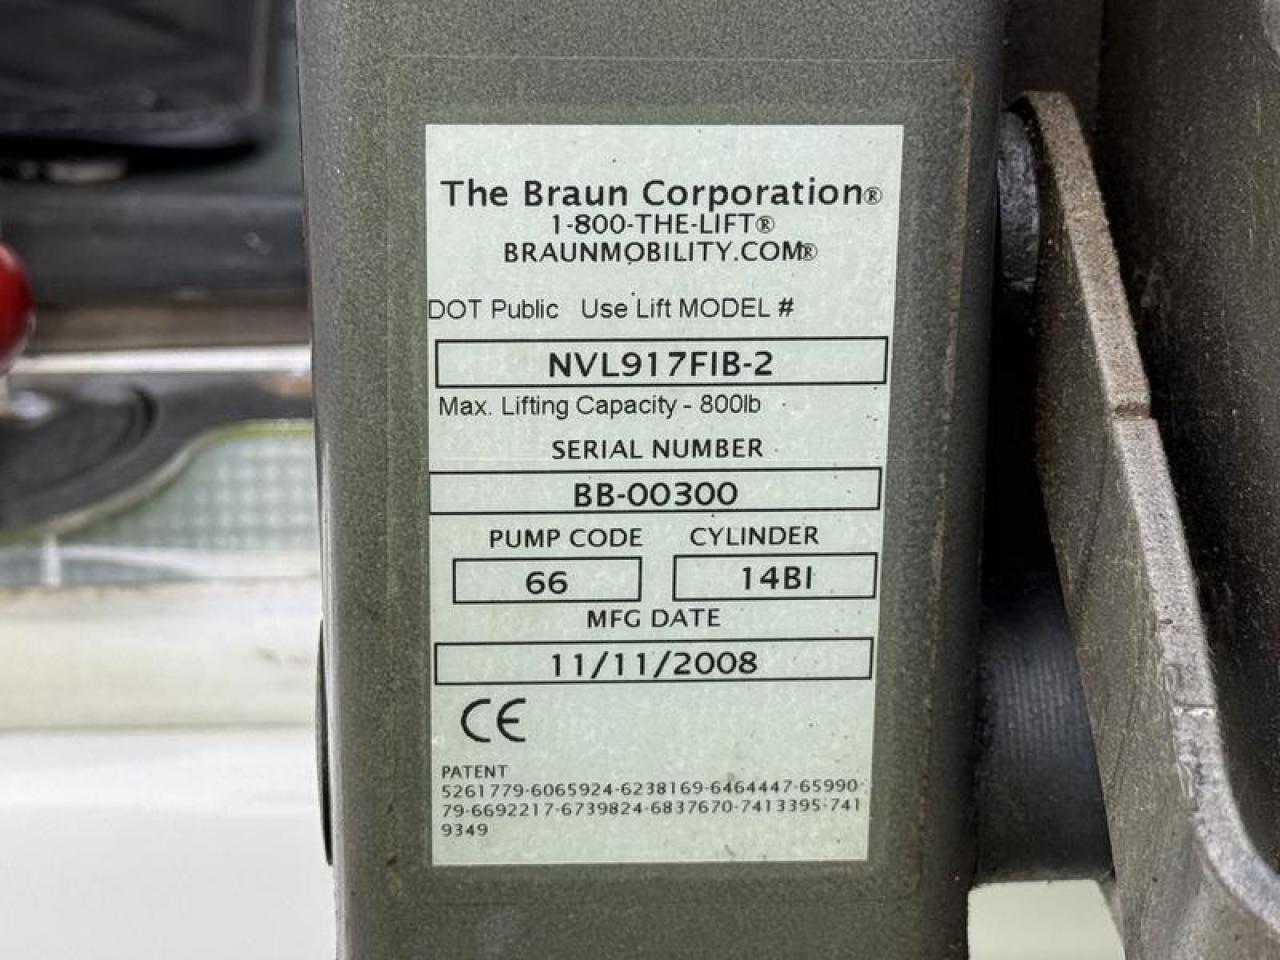 The Braun Corporation®
1-800-THE-LIFT®
BRAUNMOBILITY.COM®
DOT Public Use Lift MODEL #
NVL917FIB-2
Max. Lifting Capacity - 800lb
SERIAL NUMBER
BB-00300
PUMP CODE CYLINDER
66 14BI
MFG DATE
11/11/2008
CE
PATENT
5261779-6065924-6238169-6464447-65990
79-6692217-6739824-6837670-7413395-741
9349